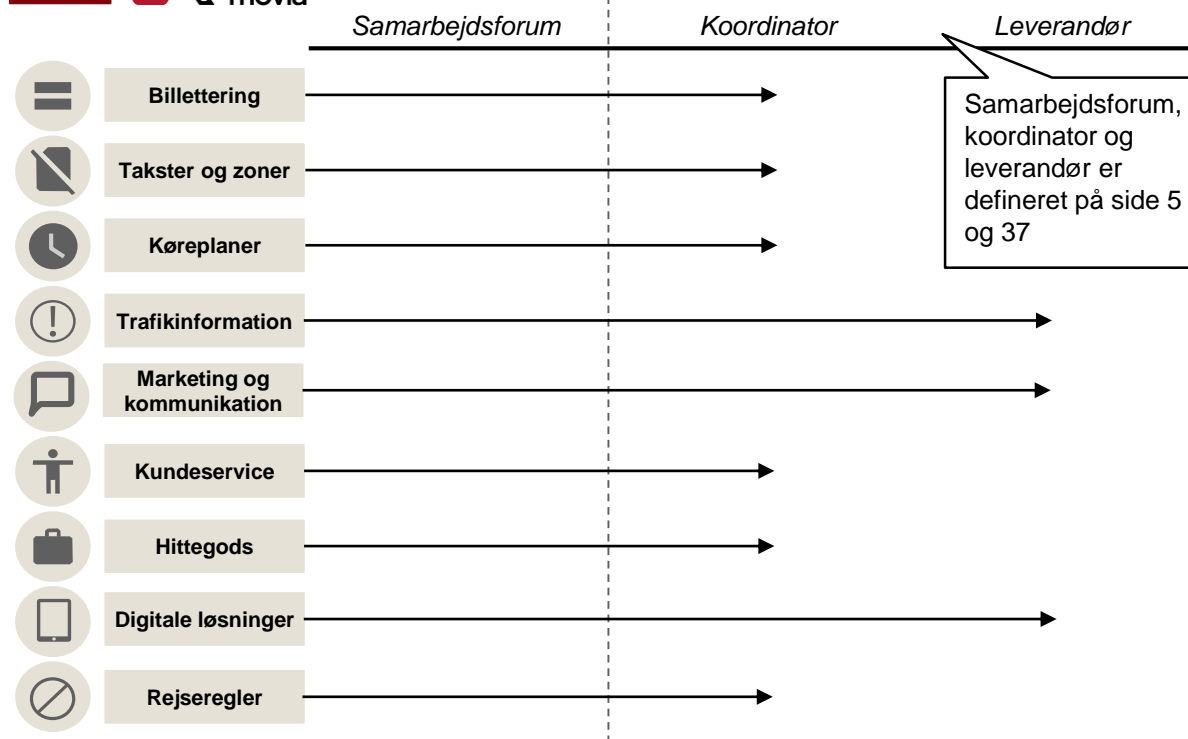 movia
Samarbejdsforum
Koordinator
Leverandør
Billettering
Takster og zoner
Køreplaner
Trafikinformation
Marketing og
kommunikation
Kundeservice
Hittegods
Digitale løsninger
Rejseregler
Samarbejdsforum,
koordinator og
leverandør er
defineret på side 5
og 37